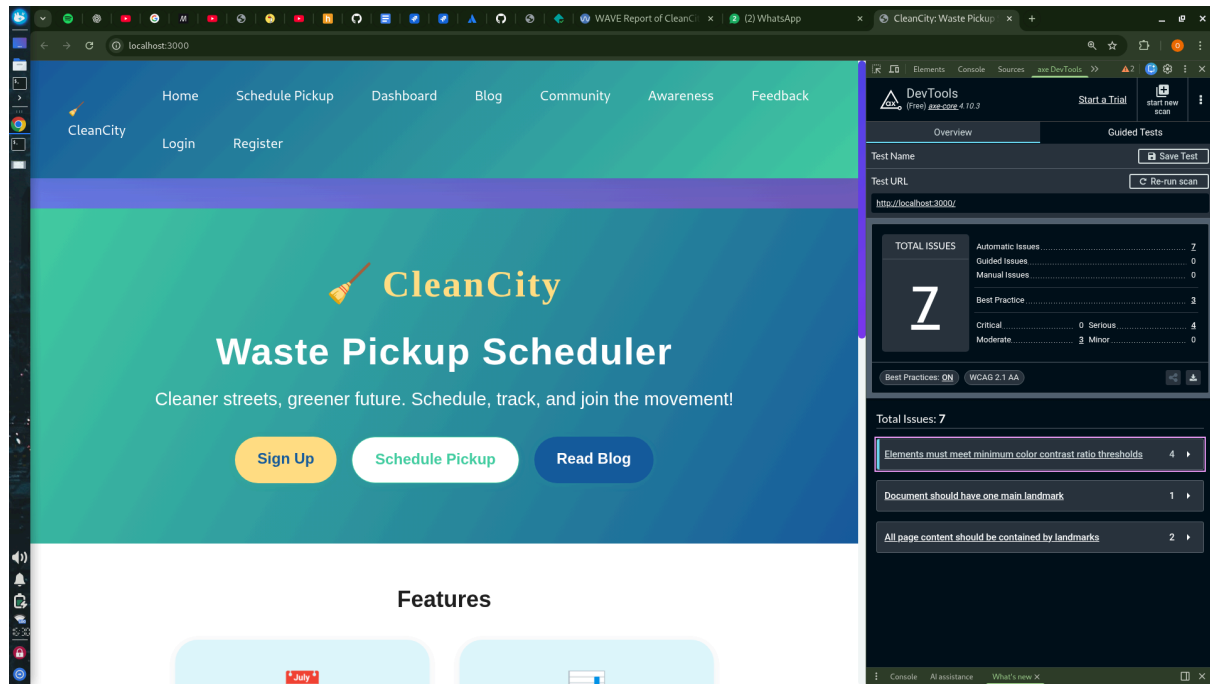 WAVE Report of CleanCi
(2) WhatsApp
CleanCity: Waste Pickup
localhost:3000
Elements Console Sources axe DevTools 2
Home Schedule Pickup Dashboard Blog Community Awareness Feedback
CleanCity
Login Register
CleanCity
Waste Pickup Scheduler
Cleaner streets, greener future. Schedule, track, and join the movement!
Sign Up Schedule Pickup Read Blog
Features
July
DevTools
(Free) axe-core 4.10.3
Start a Trial
start new
scan
Overview Guided Tests
Test Name Save Test
Test URL Re-run scan
http://localhost:3000/
TOTAL ISSUES
7
Automatic Issues 7
Guided Issues 0
Manual Issues 0
Best Practice 3
Critical 0 Serious 4
Moderate 3 Minor 0
Best Practices: ON WCAG 2.1 AA
Total Issues: 7
Elements must meet minimum color contrast ratio thresholds 4
Document should have one main landmark 1
All page content should be contained by landmarks 2
Console AI assistance What's new